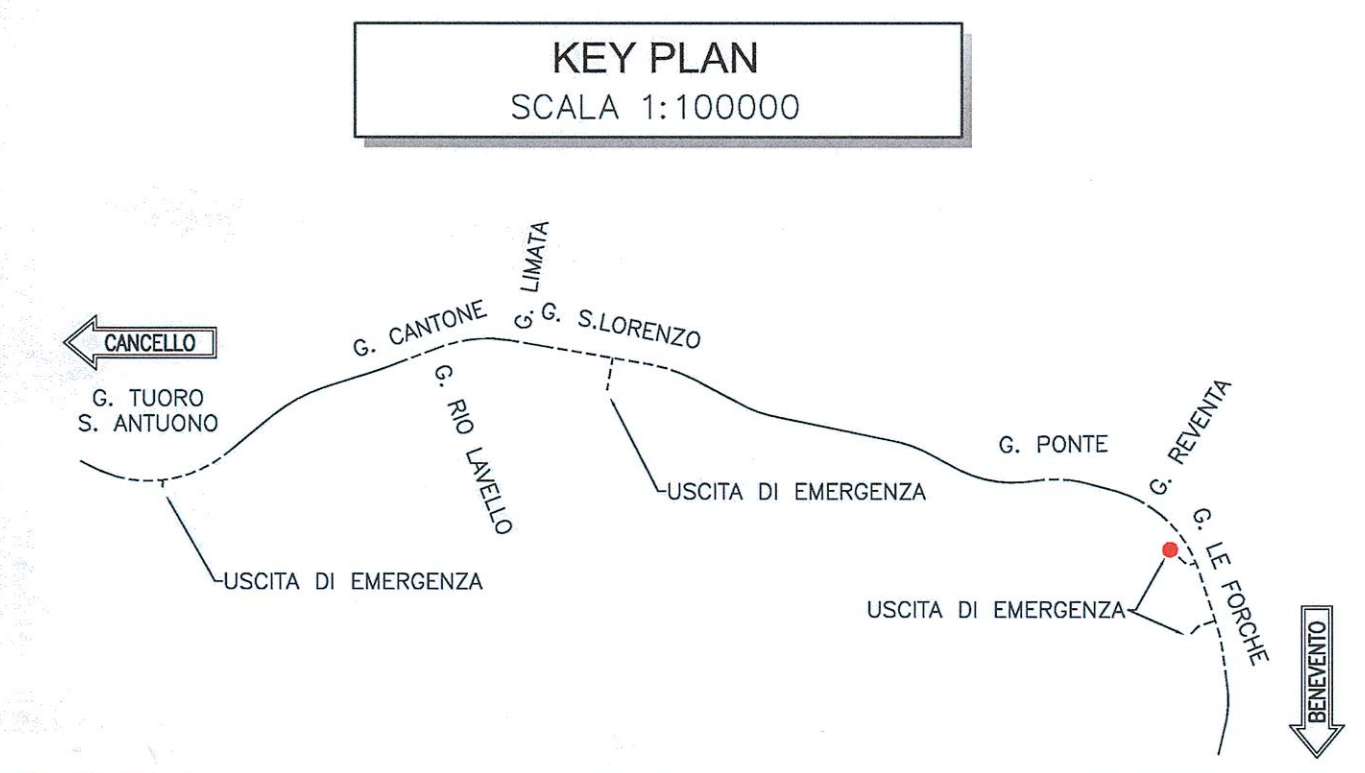 KEY PLAN
SCALA 1:100000
CANCELLO
G. TUORO
S. ANTUONO
G. CANTONE
G. RIO LAVELLO
G. LIMATA
G. S.LORENZO
USCITA DI EMERGENZA
USCITA DI EMERGENZA
G. PONTE
G. REVENTA
G. LE FORCHE
USCITA DI EMERGENZA
BENEVENTO